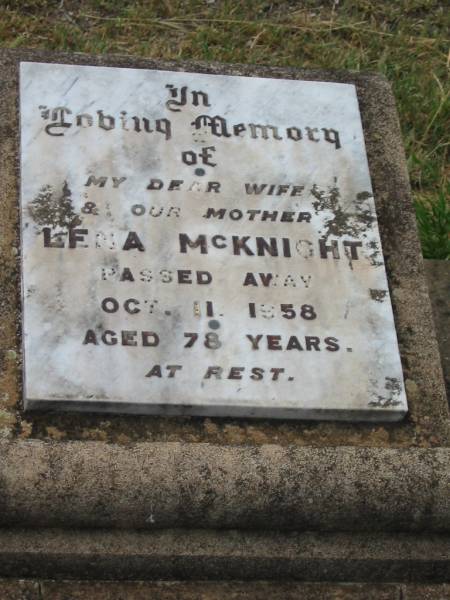 In
Loving Memory
of
MY DEAR WIFE
& OUR MOTHER
LENA McKNIGHT
PASSED AWAY
OCT. 11. 1958
AGED 78 YEARS.
AT REST.